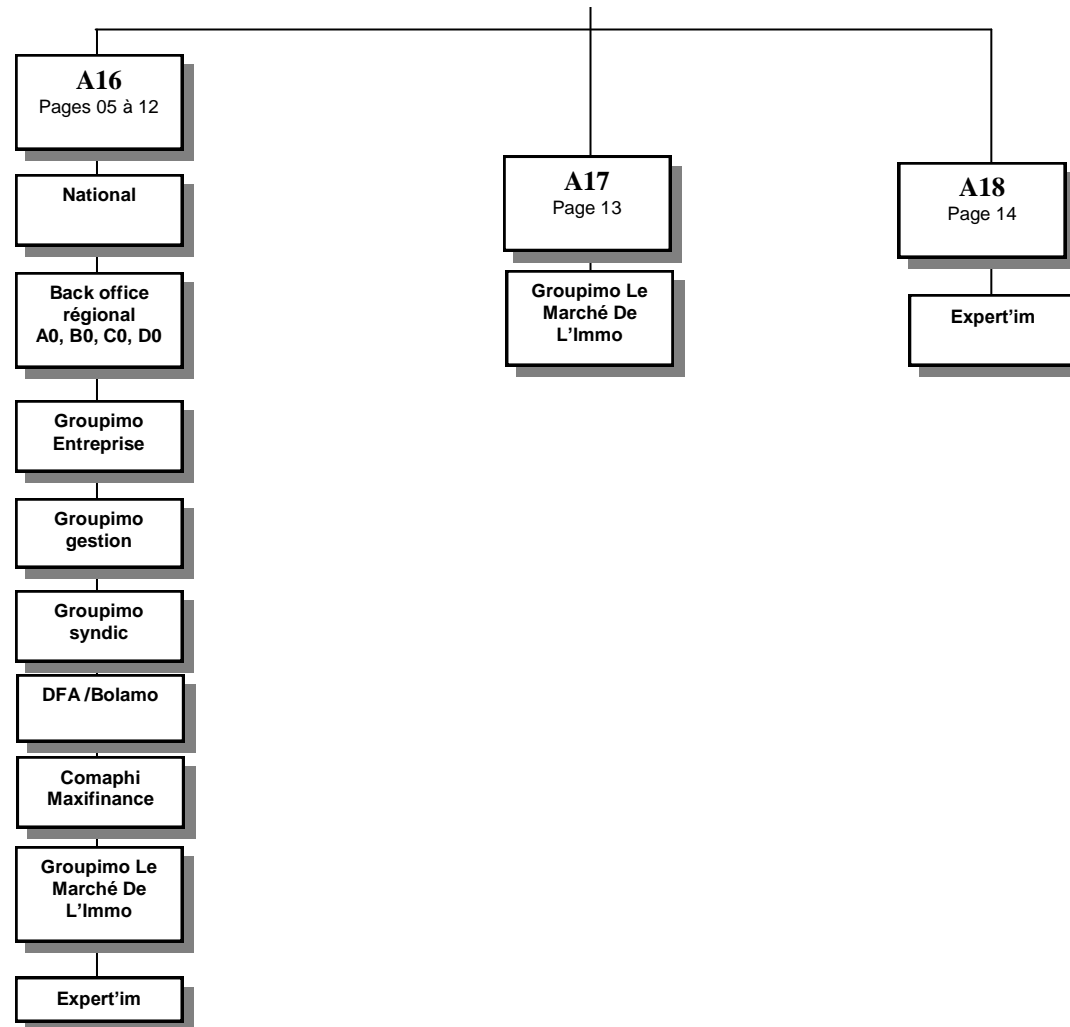 A16
Pages 05 à 12
National
Back office
régional
A0, B0, C0, D0
Groupimo
Entreprise
Groupimo
gestion
Groupimo
syndic
DFA /Bolamo
Comaphi
Maxifinance
Groupimo Le
Marché De
L'Immo
Expert'im
A17
Page 13
Groupimo Le
Marché De
L'Immo
A18
Page 14
Expert'im